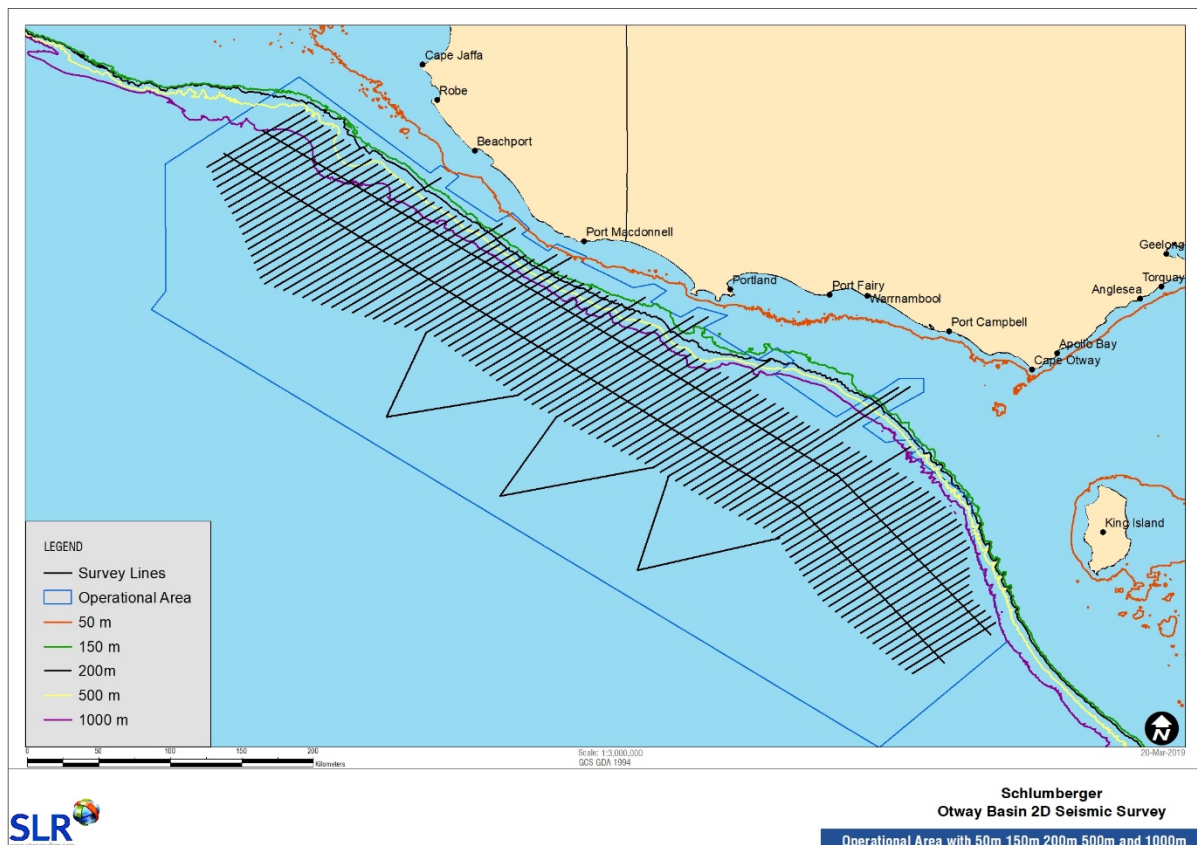 Cape Jaffa
Robe
Beachport
Port Macdonnell
Portland
Port Fairy
Warrnambool
Port Campbell
Geelong
Torquay
Anglesea
Apollo Bay
Cape Otway
King Island
LEGEND
Survey Lines
Operational Area
50 m
150 m
200m
500 m
1000 m
0 50 100 150 200
Kilometers
Scale: 1:3,000,000
GCS GDA 1994
N
20-Mar-2019
SLR
Schlumberger
Otway Basin 2D Seismic Survey
Operational Area with 50m 150m 200m 500m and 1000m